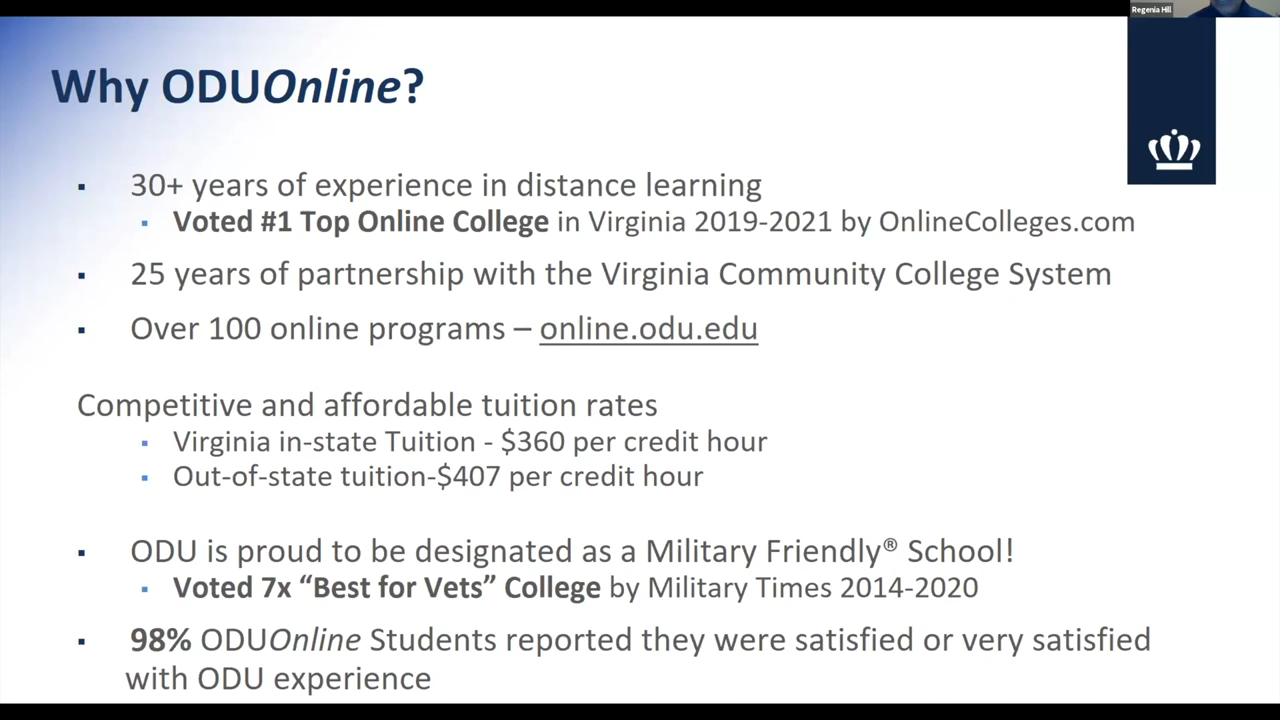 Regenia Hill
Why ODUOnline?
▪ 30+ years of experience in distance learning
▪ Voted #1 Top Online College in Virginia 2019-2021 by OnlineColleges.com
▪ 25 years of partnership with the Virginia Community College System
▪ Over 100 online programs – online.odu.edu
Competitive and affordable tuition rates
▪ Virginia in-state Tuition - $360 per credit hour
▪ Out-of-state tuition-$407 per credit hour
▪ ODU is proud to be designated as a Military Friendly® School!
▪ Voted 7x “Best for Vets” College by Military Times 2014-2020
▪ 98% ODUOnline Students reported they were satisfied or very satisfied
with ODU experience